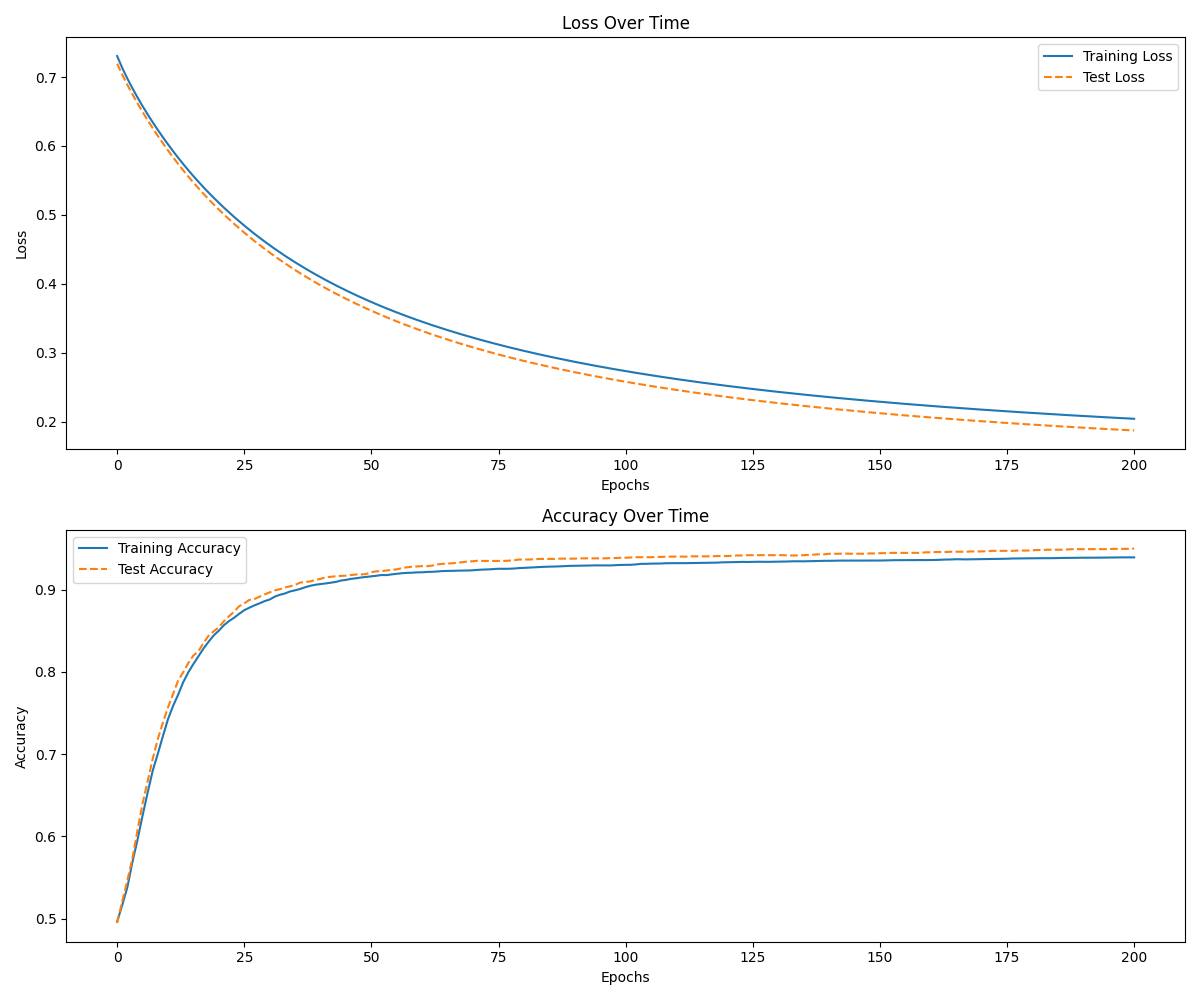 Loss Over Time
Training Loss
Test Loss
Loss
0.7
0.6
0.5
0.4
0.3
0.2
0 25 50 75 100 125 150 175 200
Epochs
Accuracy Over Time
Training Accuracy
Test Accuracy
Accuracy
0.9
0.8
0.7
0.6
0.5
0 25 50 75 100 125 150 175 200
Epochs